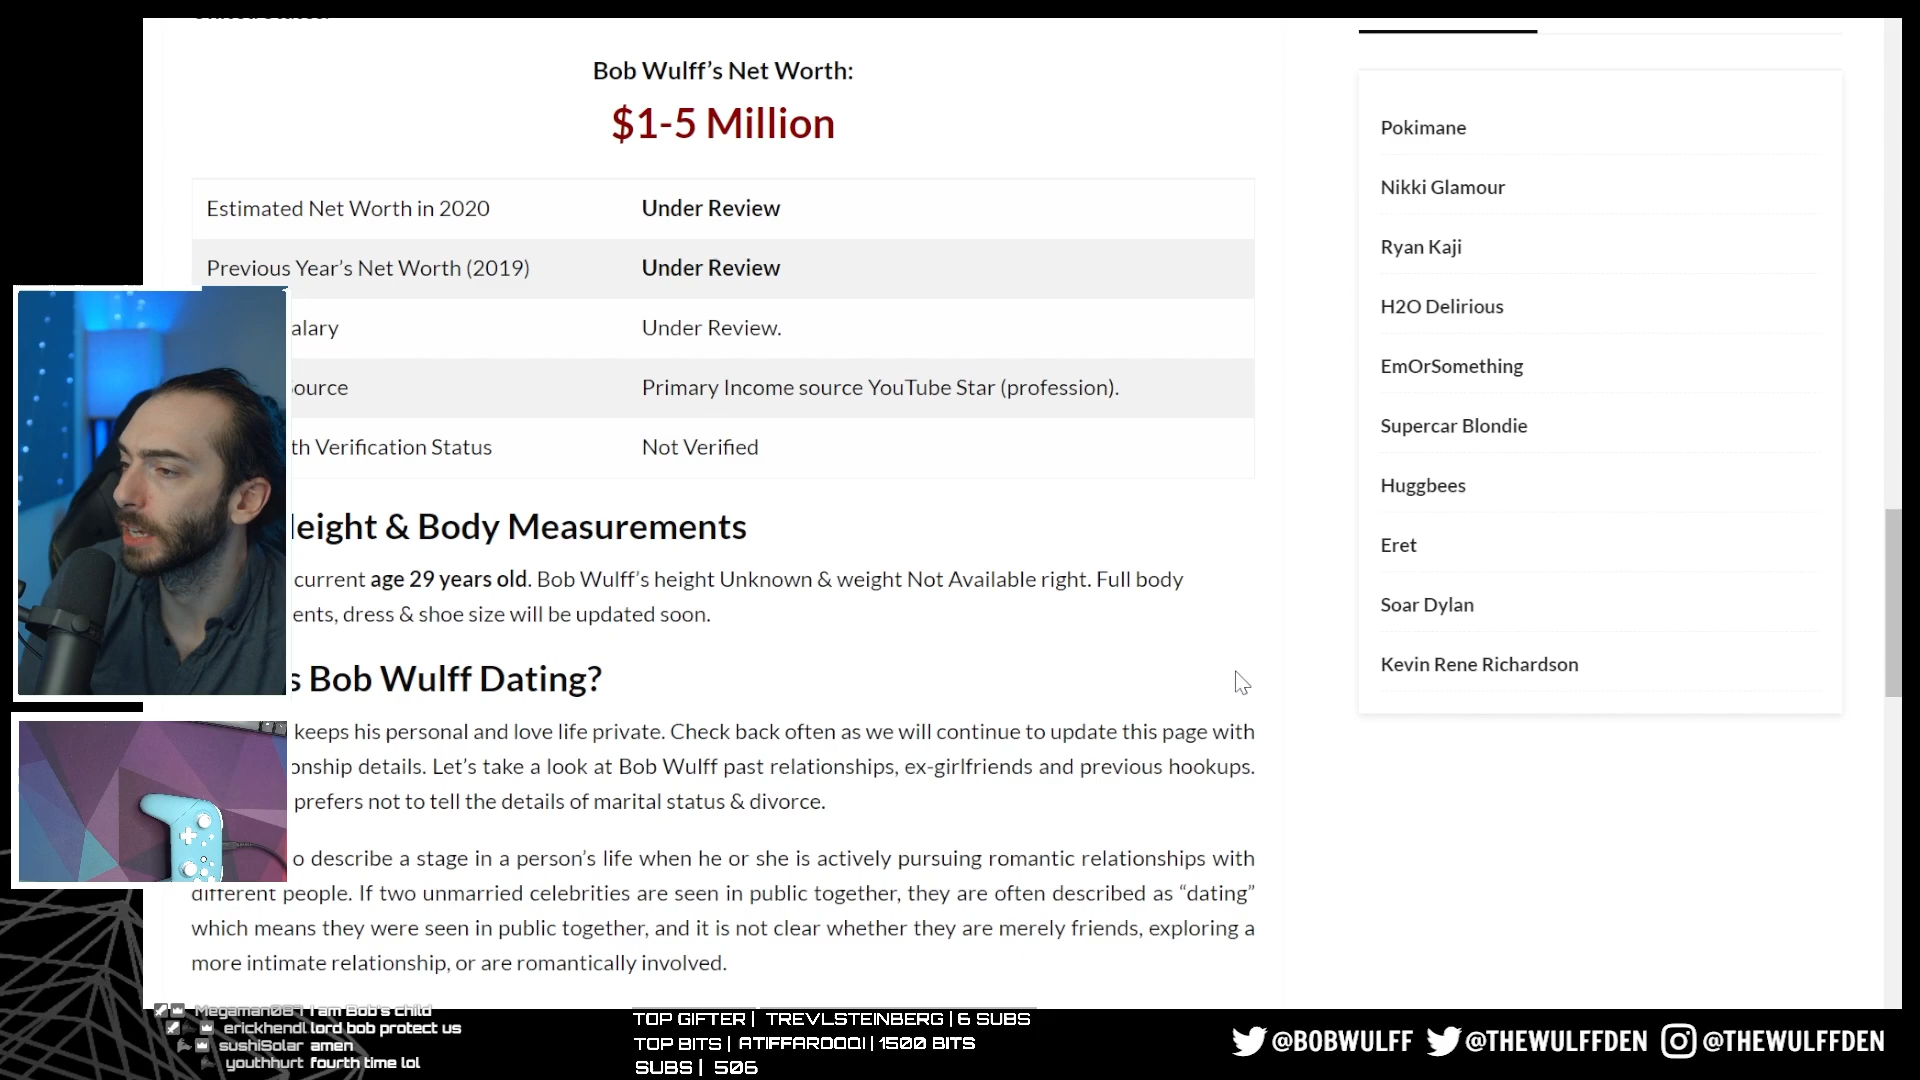 Bob Wulff’s Net Worth:
$1-5 Million
Estimated Net Worth in 2020 Under Review
Previous Year’s Net Worth (2019) Under Review
alary Under Review.
ource Primary Income source YouTube Star (profession).
th Verification Status Not Verified
eight & Body Measurements
current age 29 years old. Bob Wulff’s height Unknown & weight Not Available right. Full body
ents, dress & shoe size will be updated soon.
s Bob Wulff Dating?
keeps his personal and love life private. Check back often as we will continue to update this page with
onship details. Let’s take a look at Bob Wulff past relationships, ex-girlfriends and previous hookups.
prefers not to tell the details of marital status & divorce.
o describe a stage in a person’s life when he or she is actively pursuing romantic relationships with
different people. If two unmarried celebrities are seen in public together, they are often described as “dating”
which means they were seen in public together, and it is not clear whether they are merely friends, exploring a
more intimate relationship, or are romantically involved.
Pokimane
Nikki Glamour
Ryan Kaji
H2O Delirious
EmOrSomething
Supercar Blondie
Huggbees
Eret
Soar Dylan
Kevin Rene Richardson
I am Bob's child
erickhendl lord bob protect us
sushiSolar amen
youthhurt fourth time lol
TOP GIFTER | TREVLSTEINBERG | 6 SUBS
TOP BITS | ATIFFAROOQI | 1500 BITS
SUBS | 506
@BOBWULFF @THEWULFFDEN @THEWULFFDEN